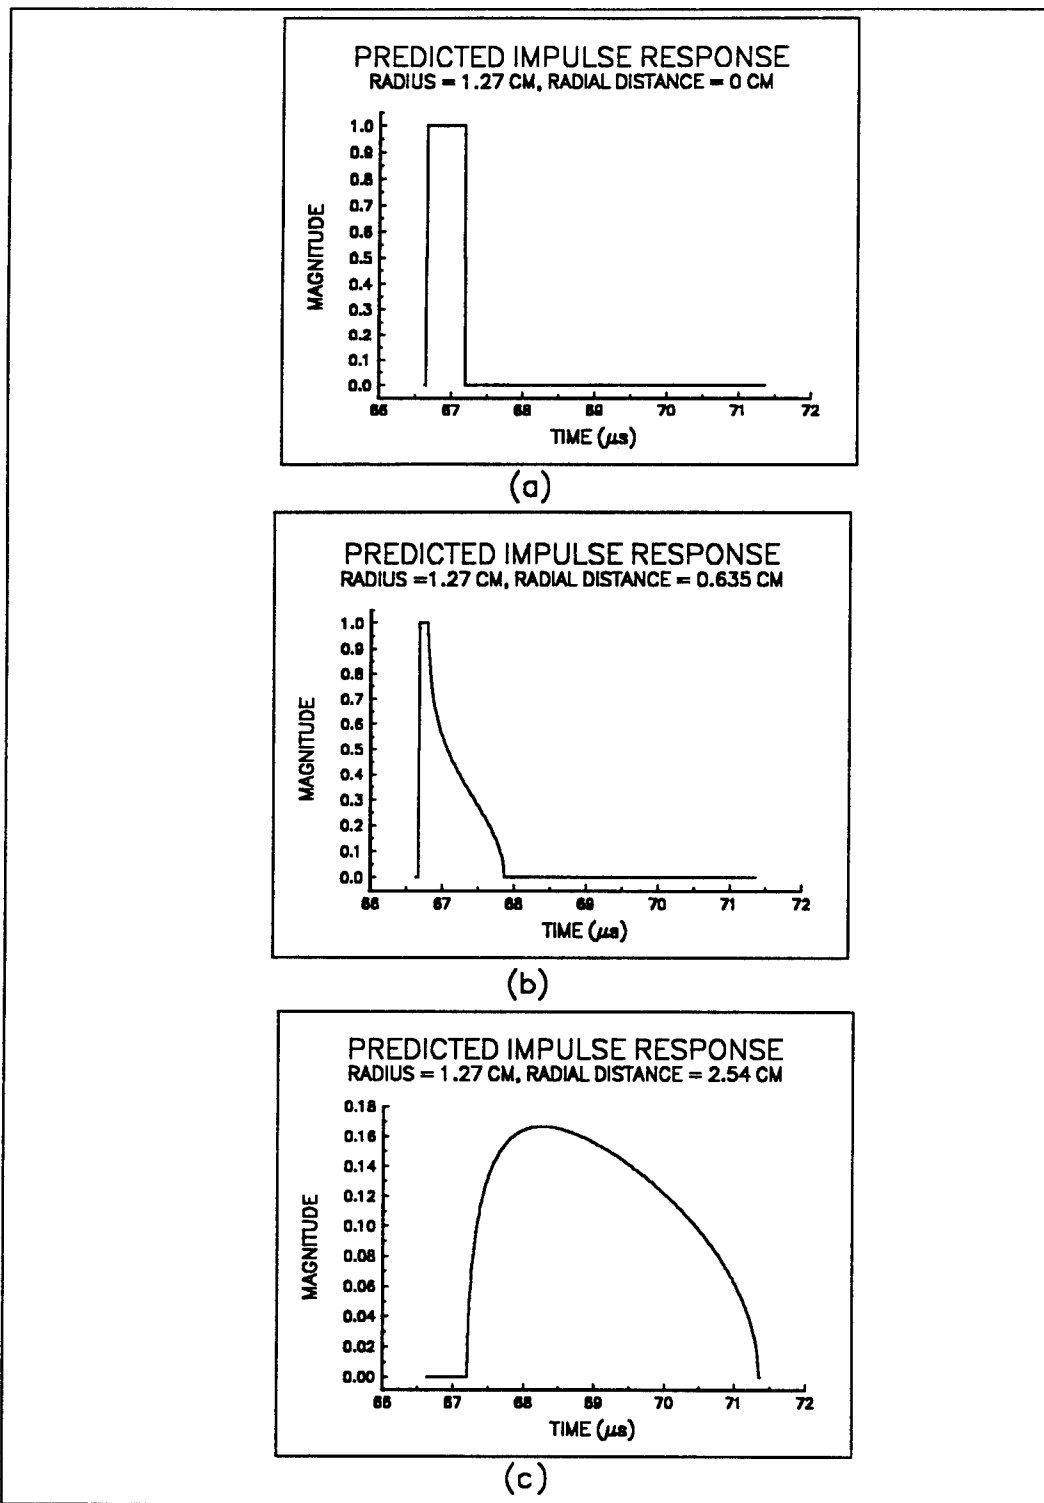 PREDICTED IMPULSE RESPONSE
RADIUS = 1.27 CM, RADIAL DISTANCE = 0 CM
MAGNITUDE
1.0
0.9
0.8
0.7
0.6
0.5
0.4
0.3
0.2
0.1
0.0
66 67 68 69 70 71 72
TIME (μs)
(a)
PREDICTED IMPULSE RESPONSE
RADIUS =1.27 CM, RADIAL DISTANCE = 0.635 CM
MAGNITUDE
1.0
0.9
0.8
0.7
0.6
0.5
0.4
0.3
0.2
0.1
0.0
66 67 68 69 70 71 72
TIME (μs)
(b)
PREDICTED IMPULSE RESPONSE
RADIUS = 1.27 CM, RADIAL DISTANCE = 2.54 CM
MAGNITUDE
0.18
0.16
0.14
0.12
0.10
0.08
0.06
0.04
0.02
0.00
66 67 68 69 70 71 72
TIME (μs)
(c)